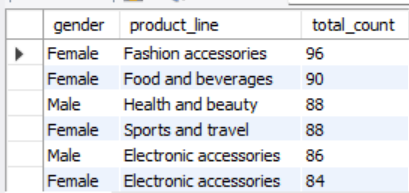 gender product_line total_count
Female Fashion accessories 96
Female Food and beverages 90
Male Health and beauty 88
Female Sports and travel 88
Male Electronic accessories 86
Female Electronic accessories 84